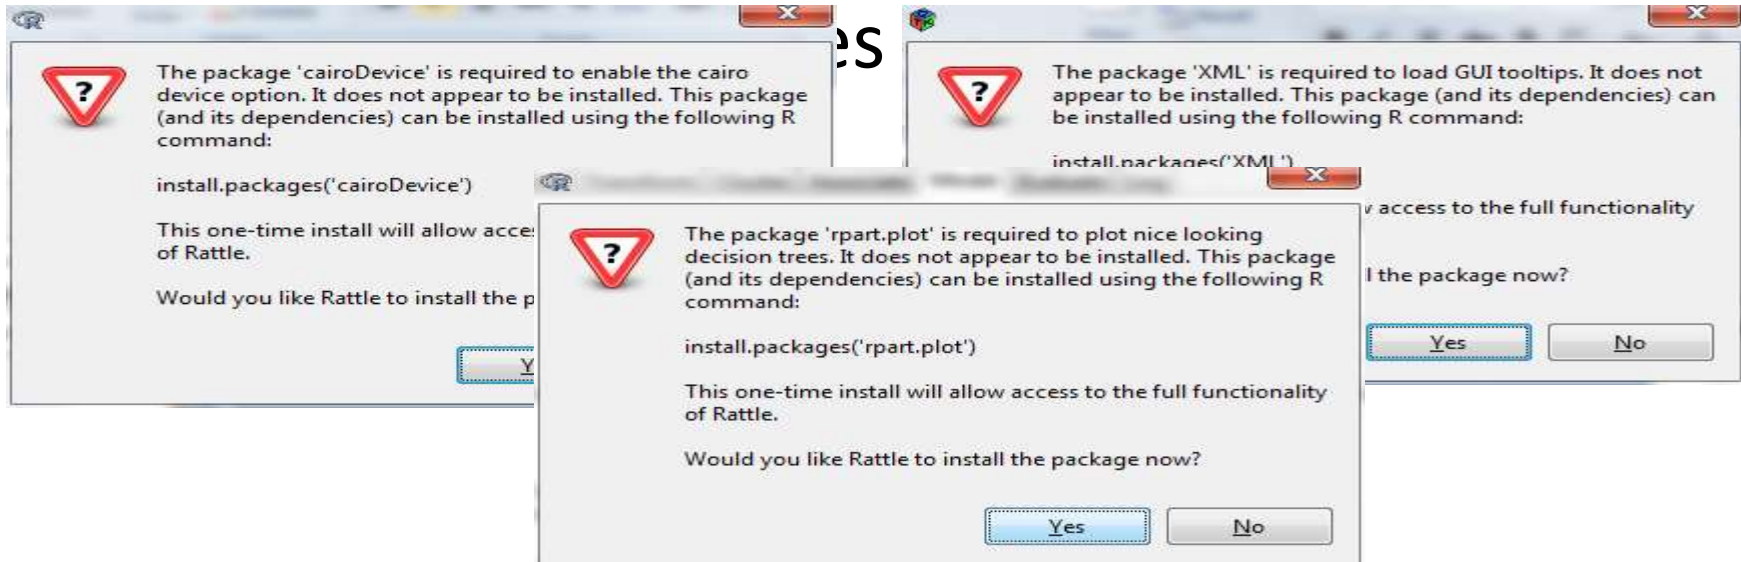 es
The package 'cairoDevice' is required to enable the cairo
device option. It does not appear to be installed. This package
(and its dependencies) can be installed using the following R
command:
install.packages('cairoDevice')
This one-time install will allow
of Rattle.
Would you like Rattle to install the
Y
The package 'XML' is required to load GUI tooltips. It does not
appear to be installed. This package (and its dependencies) can
be installed using the following R command:
install.packages('XML')
access to the full functionality
the package now?
Yes
No
The package 'rpart.plot' is required to plot nice looking
decision trees. It does not appear to be installed. This package
(and its dependencies) can be installed using the following R
command:
install.packages('rpart.plot')
This one-time install will allow access to the full functionality
of Rattle.
Would you like Rattle to install the package now?
Yes
No